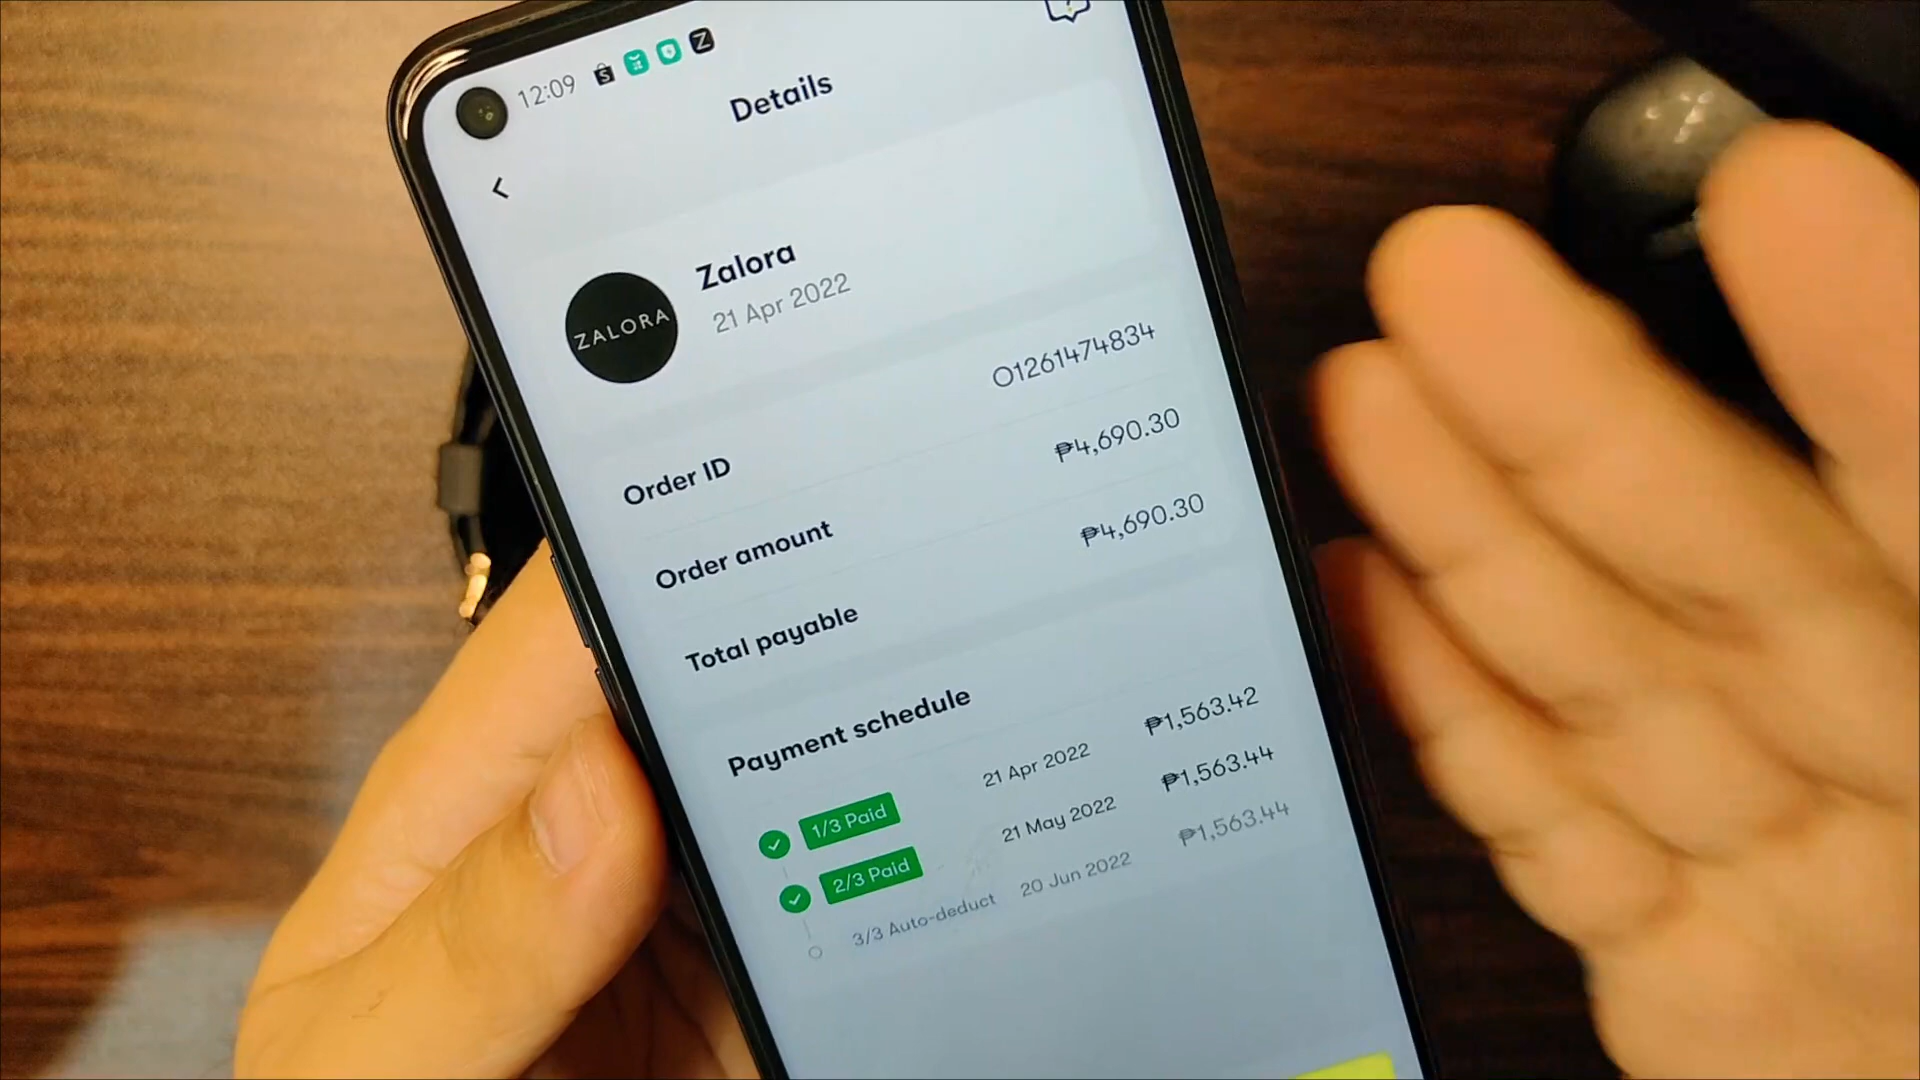 12:09
Details
ZALORA
Zalora
21 Apr 2022
Order ID O1261474834
Order amount ₱4,690.30
Total payable ₱4,690.30
Payment schedule
1/3 Paid 21 Apr 2022 ₱1,563.42
2/3 Paid 21 May 2022 ₱1,563.44
3/3 Auto-deduct 20 Jun 2022 ₱1,563.44